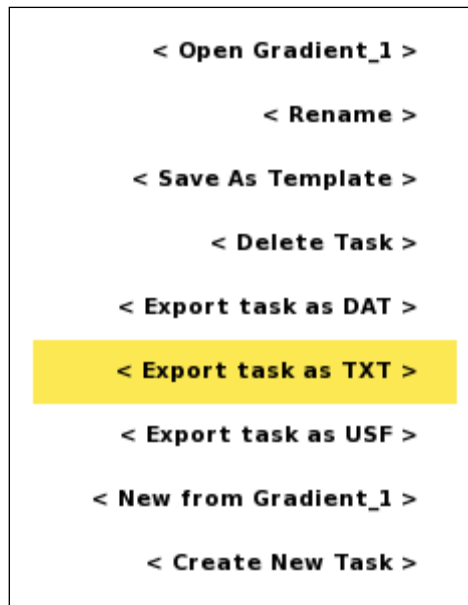 < Open Gradient_1 >
< Rename >
< Save As Template >
< Delete Task >
< Export task as DAT >
< Export task as TXT >
< Export task as USF >
< New from Gradient_1 >
< Create New Task >